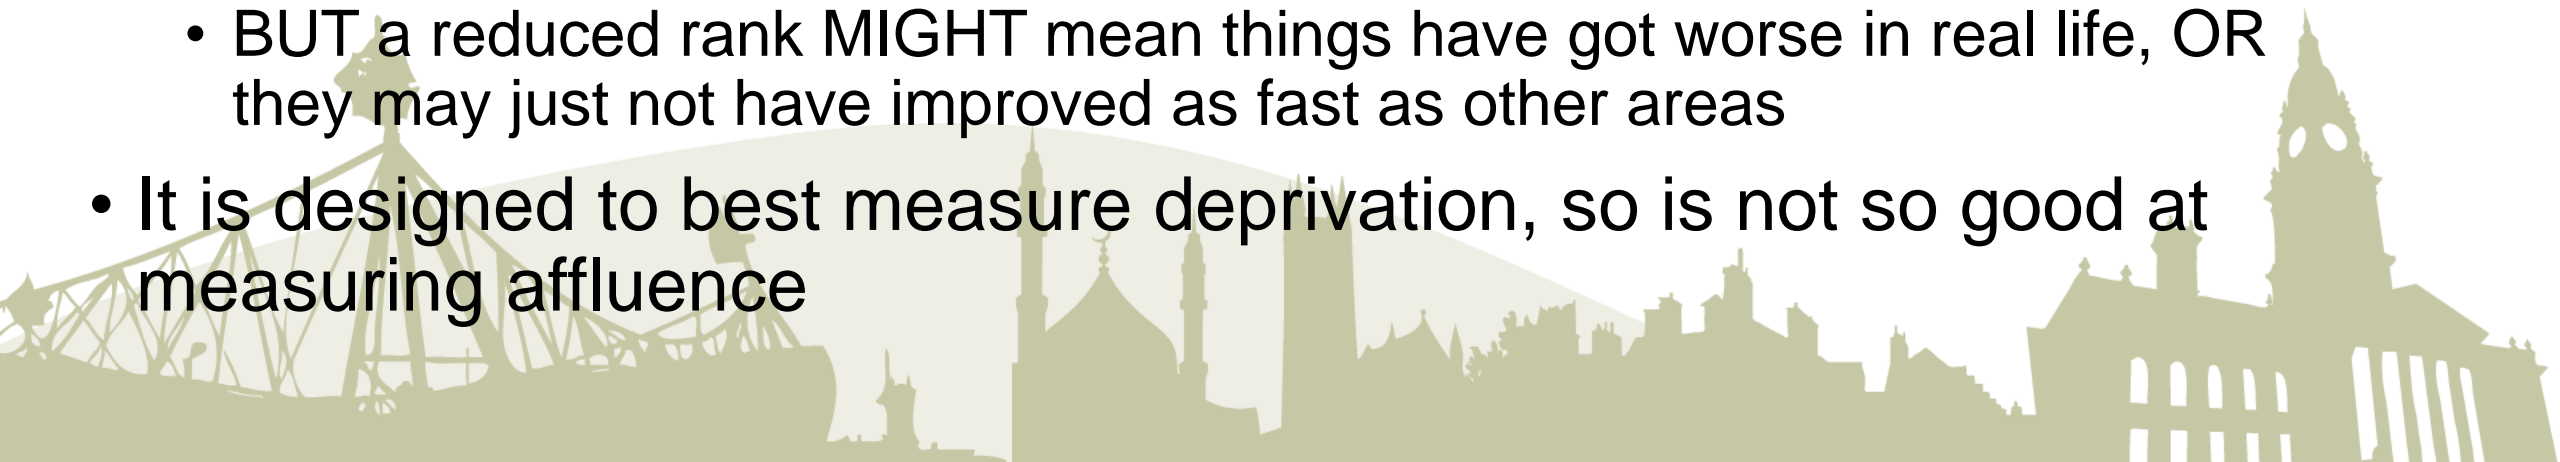 • BUT a reduced rank MIGHT mean things have got worse in real life, OR
they may just not have improved as fast as other areas
• It is designed to best measure deprivation, so is not so good at
measuring affluence